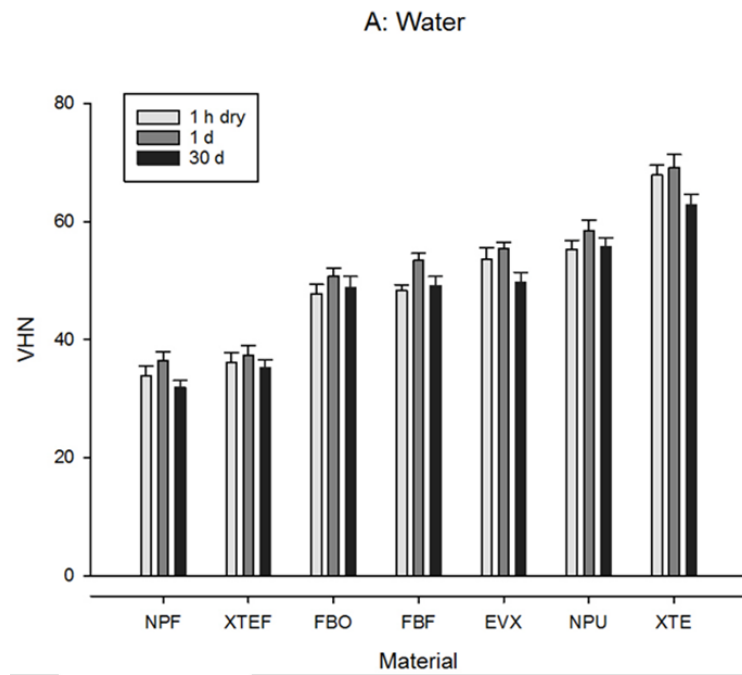 A: Water
80
60
40
20
0
VHN
1 h dry
1 d
30 d
NPF XTEF FBO FBF EVX NPU XTE
Material